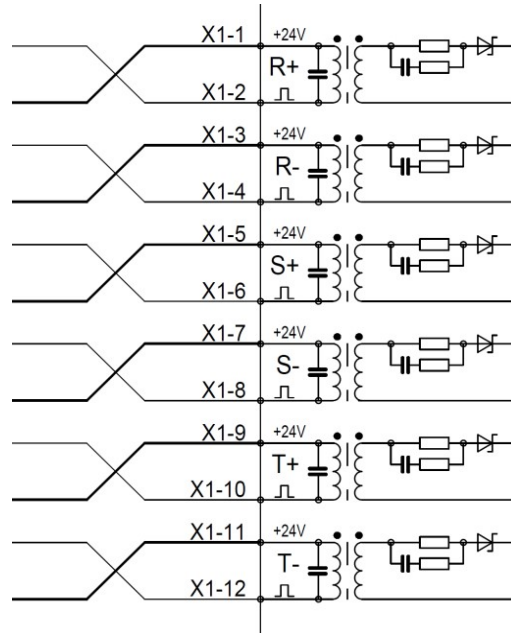 X1-1 +24V
R+
X1-2
X1-3 +24V
R-
X1-4
X1-5 +24V
S+
X1-6
X1-7 +24V
S-
X1-8
X1-9 +24V
T+
X1-10
X1-11 +24V
T-
X1-12